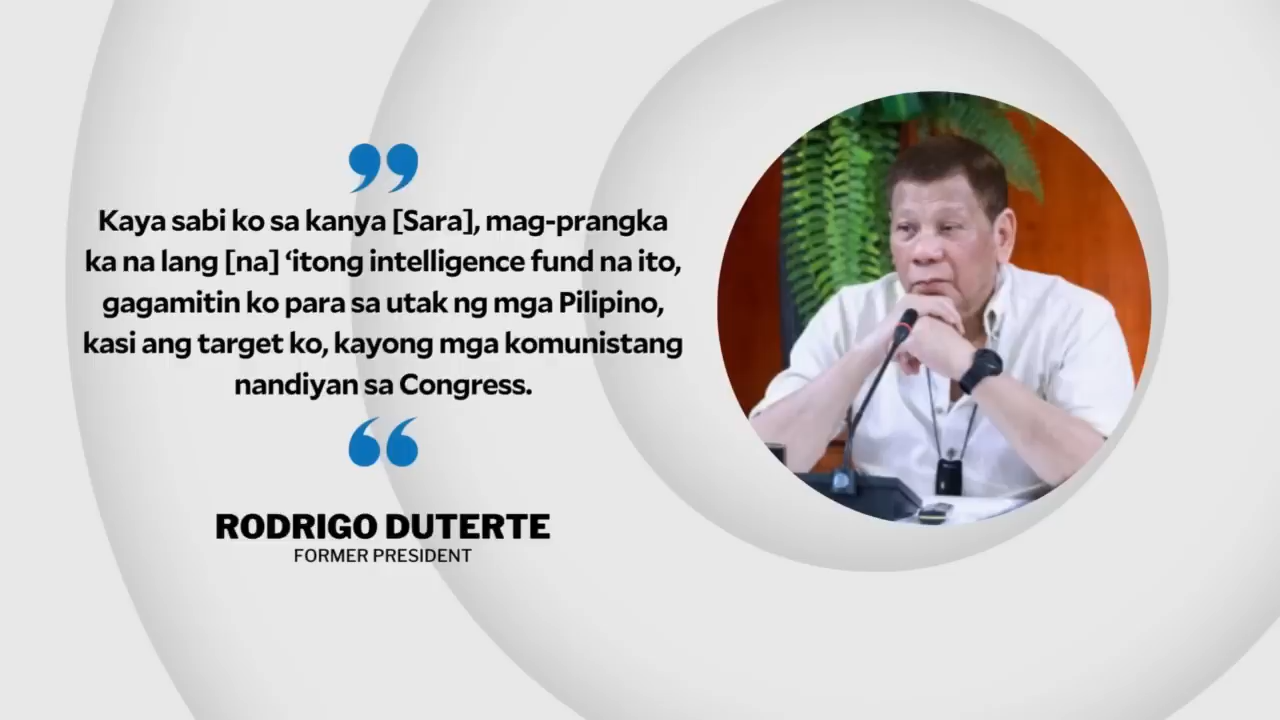 ”
Kaya sabi ko sa kanya [Sara], mag-prangka
ka na lang [na] ‘itong intelligence fund na ito,
gagamitin ko para sa utak ng mga Pilipino,
kasi ang target ko, kayong mga komunistang
nandiyan sa Congress.
“
RODRIGO DUTERTE
FORMER PRESIDENT